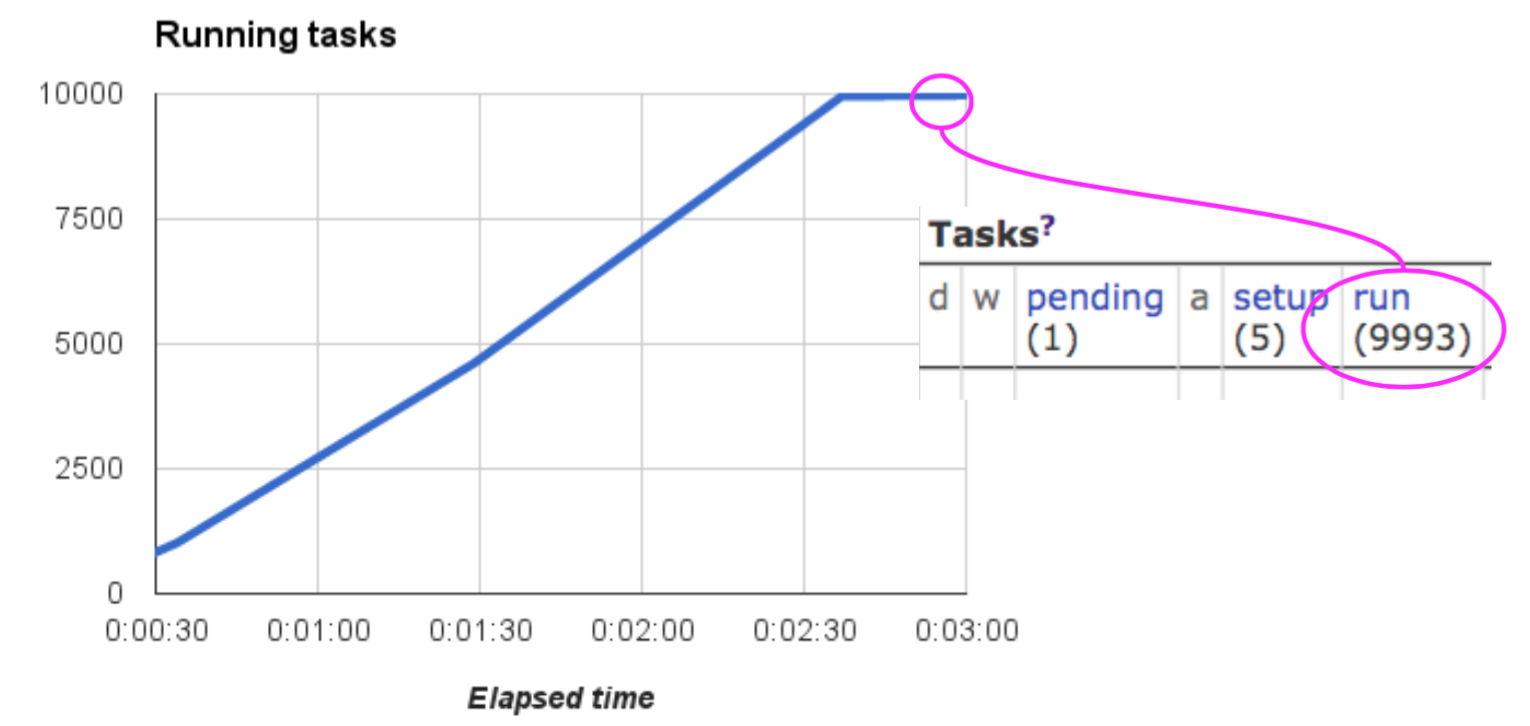 Running tasks
10000
7500
5000
2500
0
0:00:30 0:01:00 0:01:30 0:02:00 0:02:30 0:03:00
Elapsed time
Tasks?
d w pending a setup run
(1) (5) (9993)